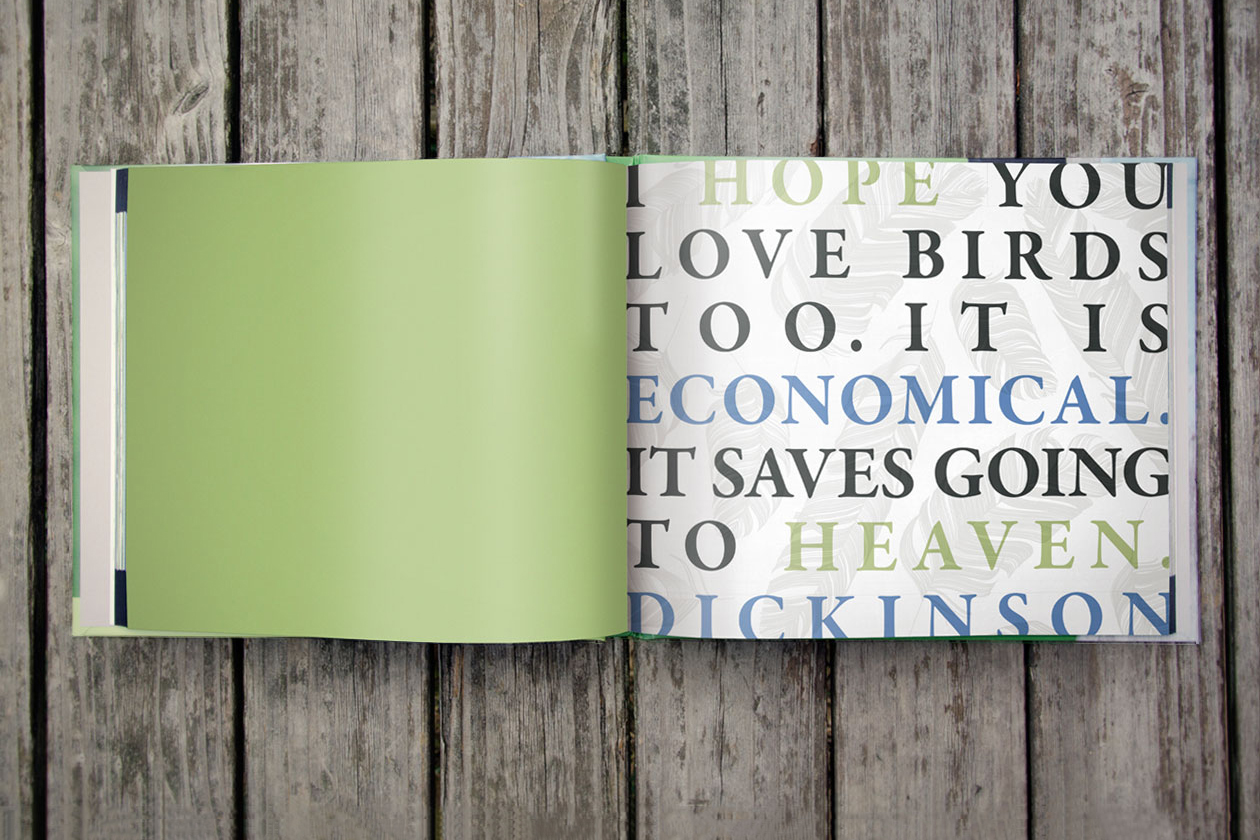 I HOPE YOU
LOVE BIRDS
TOO. IT IS
ECONOMICAL.
IT SAVES GOING
TO HEAVEN.
DICKINSON